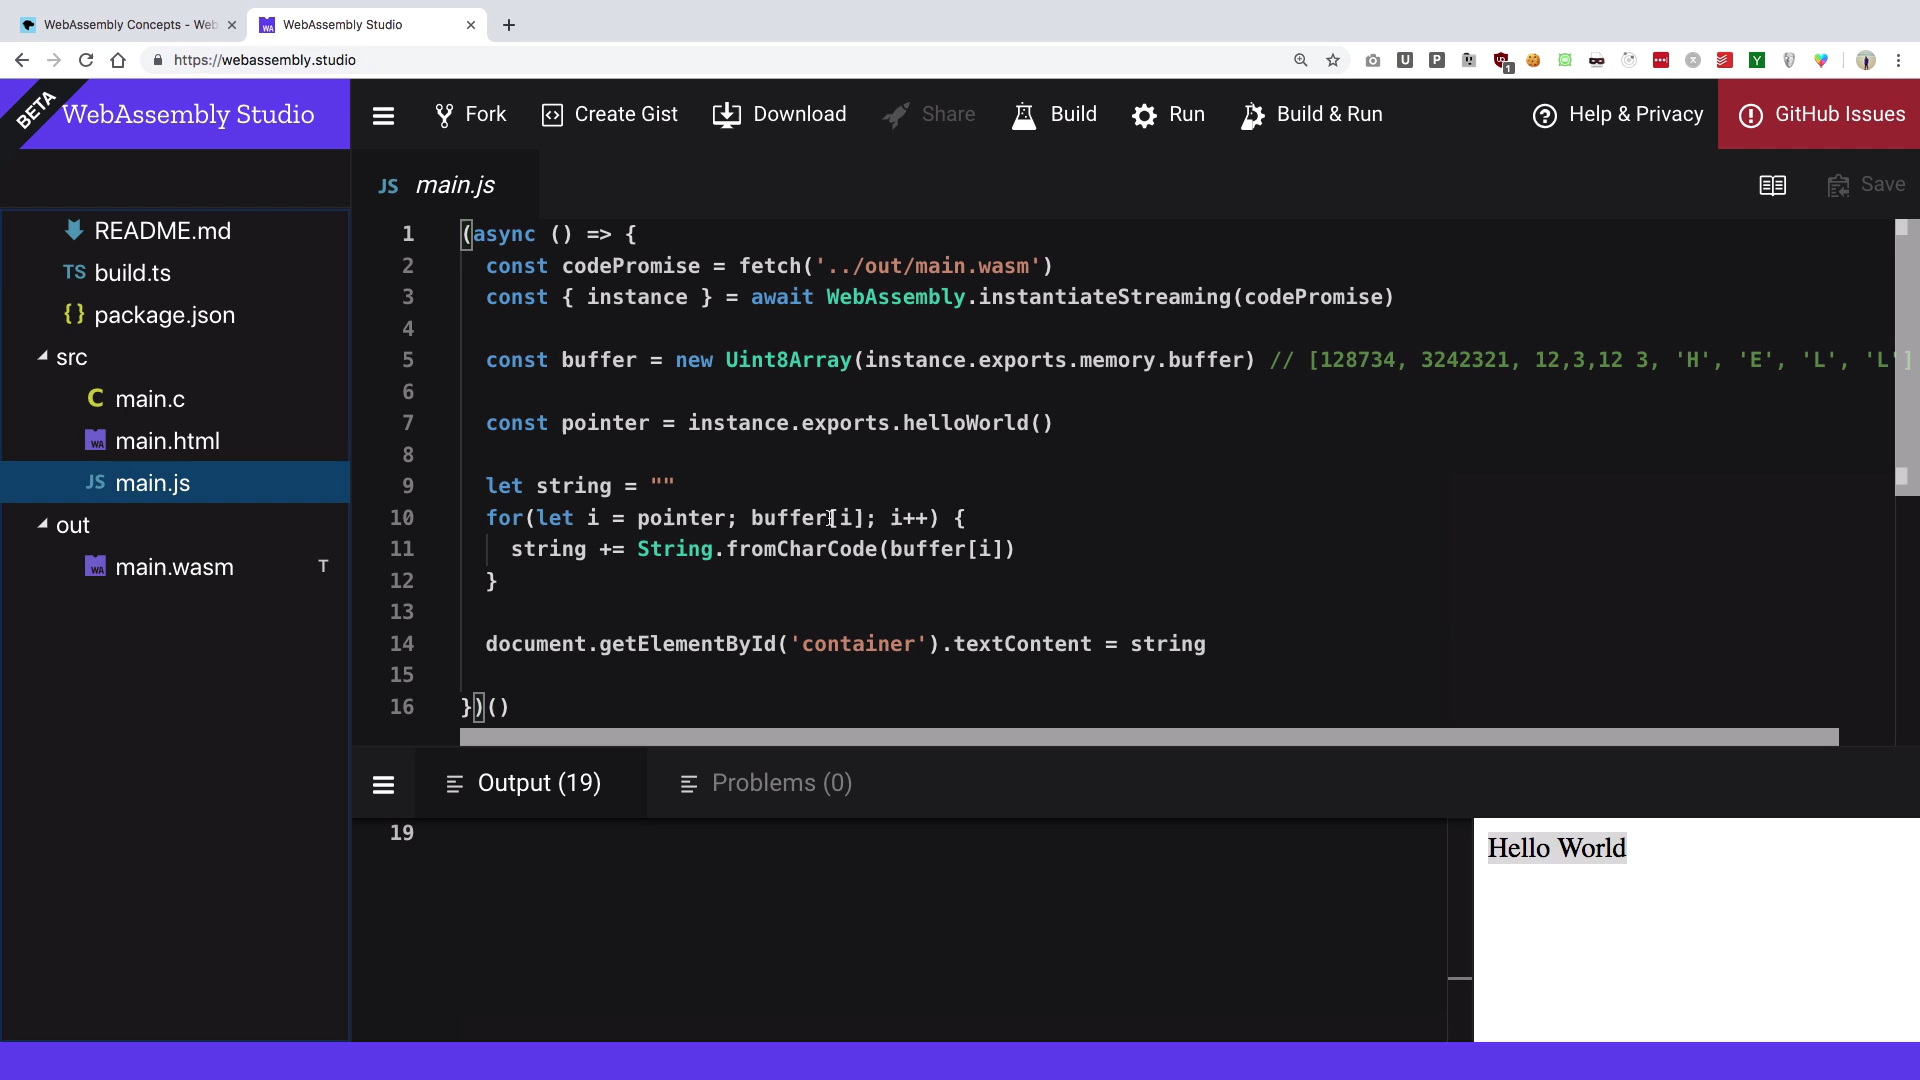 WebAssembly Concepts - Web
WebAssembly Studio
https://webassembly.studio
BETA
WebAssembly Studio
Fork
Create Gist
Download
Share
Build
Run
Build & Run
Help & Privacy
GitHub Issues
JS main.js
Save
README.md
TS build.ts
{} package.json
src
C main.c
main.html
JS main.js
out
main.wasm T
1 (async () => {
2 const codePromise = fetch('../out/main.wasm')
3 const { instance } = await WebAssembly.instantiateStreaming(codePromise)
4
5 const buffer = new Uint8Array(instance.exports.memory.buffer) // [128734, 3242321, 12,3,12 3, 'H', 'E', 'L', 'L']
6
7 const pointer = instance.exports.helloWorld()
8
9 let string = ""
10 for(let i = pointer; buffer[i]; i++) {
11 string += String.fromCharCode(buffer[i])
12 }
13
14 document.getElementById('container').textContent = string
15
16 })()
Output (19)
Problems (0)
19
Hello World